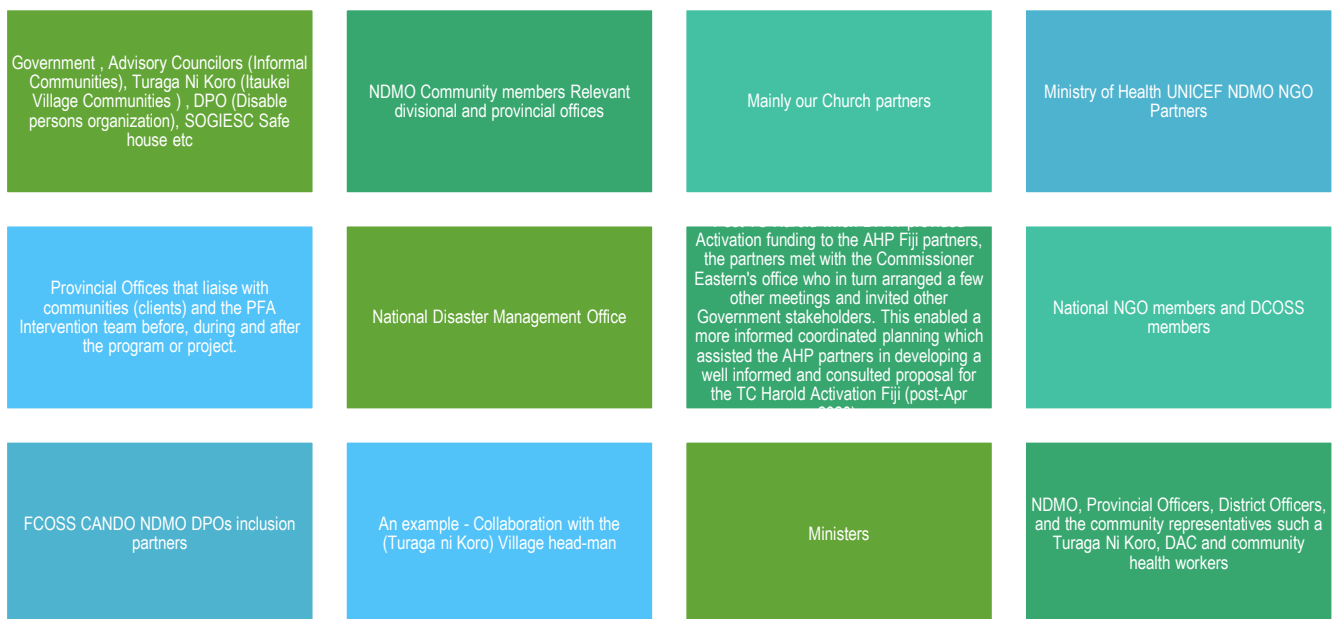 Government , Advisory Councilors (Informal
Communities), Turaga Ni Koro (Itaukei
Village Communities ) , DPO (Disable
persons organization), SOGIESC Safe
house etc
NDMO Community members Relevant
divisional and provincial offices
Mainly our Church partners
Ministry of Health UNICEF NDMO NGO
Partners
Provincial Offices that liaise with
communities (clients) and the PFA
Intervention team before, during and after
the program or project.
National Disaster Management Office
Activation funding to the AHP Fiji partners,
the partners met with the Commissioner
Eastern's office who in turn arranged a few
other meetings and invited other
Government stakeholders. This enabled a
more informed coordinated planning which
assisted the AHP partners in developing a
well informed and consulted proposal for
the TC Harold Activation Fiji (post-Apr
National NGO members and DCOSS
members
FCOSS CANDO NDMO DPOs inclusion
partners
An example - Collaboration with the
(Turaga ni Koro) Village head-man
Ministers
NDMO, Provincial Officers, District Officers,
and the community representatives such a
Turaga Ni Koro, DAC and community
health workers